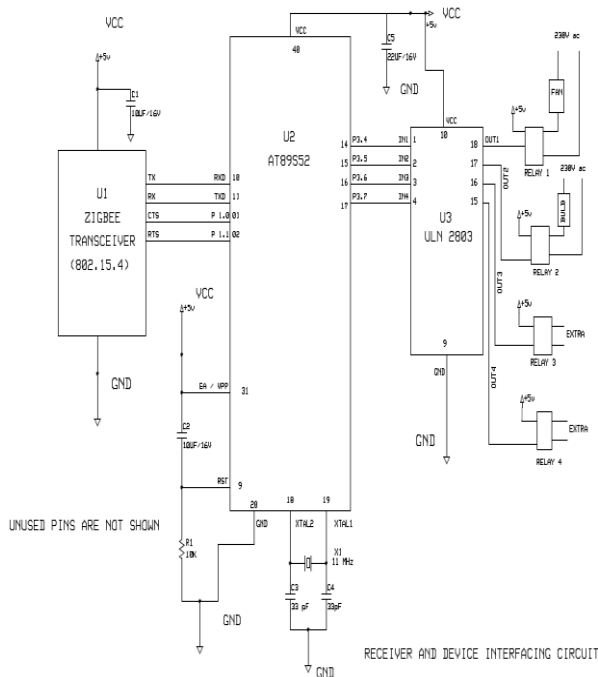 VCC
+5v
C1
10UF/16V
U1
ZIGBEE
TRANSCEIVER
(802.15.4)
TX
RX
CTS
RTS
RXD
TXD
P 1.0
P 1.1
10
11
01
02
GND
VCC
+5v
EA / VPP
31
C2
10UF/16V
RST
9
R1
10K
UNUSED PINS ARE NOT SHOWN
VCC
40
U2
AT89S52
14
15
16
17
P3.4
P3.5
P3.6
P3.7
20
GND
18
XTAL2
19
XTAL1
X1
11 MHz
C3
33 pF
C4
33pF
GND
GND
VCC
+5v
C5
22UF/16V
GND
IN1
IN2
IN3
IN4
1
2
3
4
VCC
10
U3
ULN 2803
18
17
16
15
9
GND
GND
OUT1
OUT2
OUT3
OUT4
230V ac
FAN
+5v
RELAY 1
230V ac
BULB
+5v
RELAY 2
+5v
EXTRA
RELAY 3
+5v
EXTRA
RELAY 4
RECEIVER AND DEVICE INTERFACING CIRCUIT